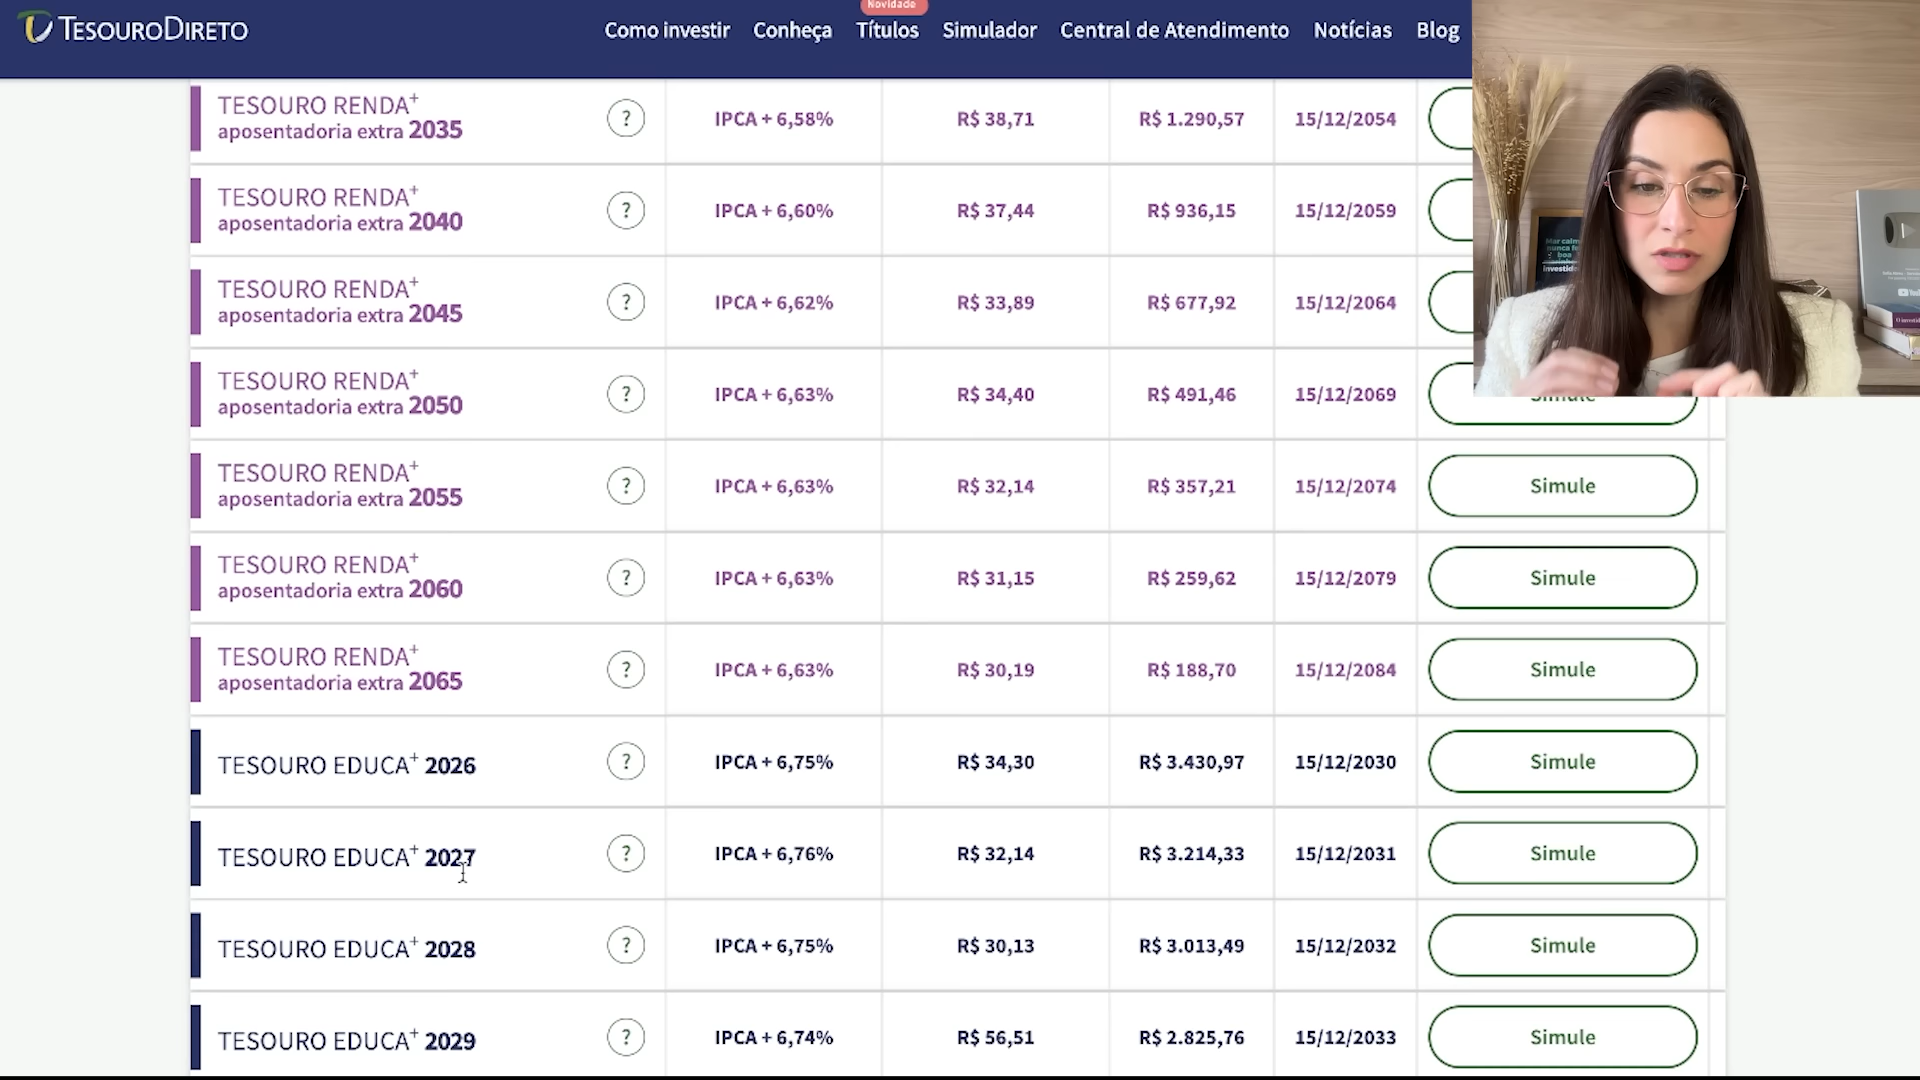 TESOURODIRETO
Como investir
Conheça
Novidade
Títulos
Simulador
Central de Atendimento
Notícias
Blog
TESOURO RENDA+
aposentadoria extra 2035
?
IPCA + 6,58%
R$ 38,71
R$ 1.290,57
15/12/2054
TESOURO RENDA+
aposentadoria extra 2040
?
IPCA + 6,60%
R$ 37,44
R$ 936,15
15/12/2059
TESOURO RENDA+
aposentadoria extra 2045
?
IPCA + 6,62%
R$ 33,89
R$ 677,92
15/12/2064
TESOURO RENDA+
aposentadoria extra 2050
?
IPCA + 6,63%
R$ 34,40
R$ 491,46
15/12/2069
Simule
TESOURO RENDA+
aposentadoria extra 2055
?
IPCA + 6,63%
R$ 32,14
R$ 357,21
15/12/2074
Simule
TESOURO RENDA+
aposentadoria extra 2060
?
IPCA + 6,63%
R$ 31,15
R$ 259,62
15/12/2079
Simule
TESOURO RENDA+
aposentadoria extra 2065
?
IPCA + 6,63%
R$ 30,19
R$ 188,70
15/12/2084
Simule
TESOURO EDUCA+ 2026
?
IPCA + 6,75%
R$ 34,30
R$ 3.430,97
15/12/2030
Simule
TESOURO EDUCA+ 2027
?
IPCA + 6,76%
R$ 32,14
R$ 3.214,33
15/12/2031
Simule
TESOURO EDUCA+ 2028
?
IPCA + 6,75%
R$ 30,13
R$ 3.013,49
15/12/2032
Simule
TESOURO EDUCA+ 2029
?
IPCA + 6,74%
R$ 56,51
R$ 2.825,76
15/12/2033
Simule
Mar calm
nunca fe
boa